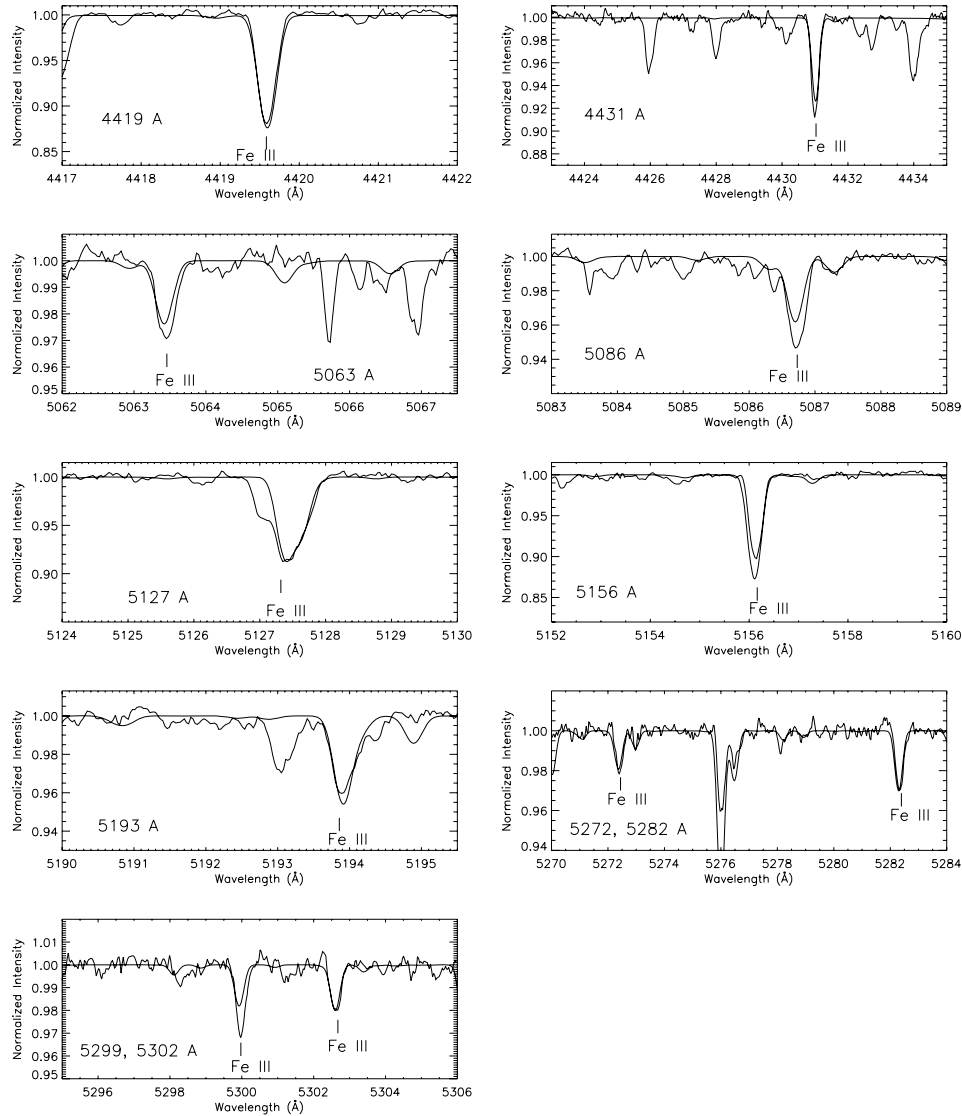 Normalized Intensity
1.00
0.95
0.90
0.85
4419 A
Fe III
4417 4418 4419 4420 4421 4422
Wavelength (Å)
Normalized Intensity
1.00
0.98
0.96
0.94
0.92
0.90
0.88
4431 A
Fe III
4424 4426 4428 4430 4432 4434
Wavelength (Å)
Normalized Intensity
1.00
0.99
0.98
0.97
0.96
0.95
Fe III
5063 A
5062 5063 5064 5065 5066 5067
Wavelength (Å)
Normalized Intensity
1.00
0.98
0.96
0.94
5086 A
Fe III
5083 5084 5085 5086 5087 5088 5089
Wavelength (Å)
Normalized Intensity
1.00
0.95
0.90
5127 A
Fe III
5124 5125 5126 5127 5128 5129 5130
Wavelength (Å)
Normalized Intensity
1.00
0.95
0.90
0.85
5156 A
Fe III
5152 5154 5156 5158 5160
Wavelength (Å)
Normalized Intensity
1.00
0.98
0.96
0.94
5193 A
Fe III
5190 5191 5192 5193 5194 5195
Wavelength (Å)
Normalized Intensity
1.00
0.98
0.96
0.94
Fe III
Fe III
5272, 5282 A
5270 5272 5274 5276 5278 5280 5282 5284
Wavelength (Å)
Normalized Intensity
1.01
1.00
0.99
0.98
0.97
0.96
0.95
5299, 5302 A
Fe III
Fe III
5296 5298 5300 5302 5304 5306
Wavelength (Å)